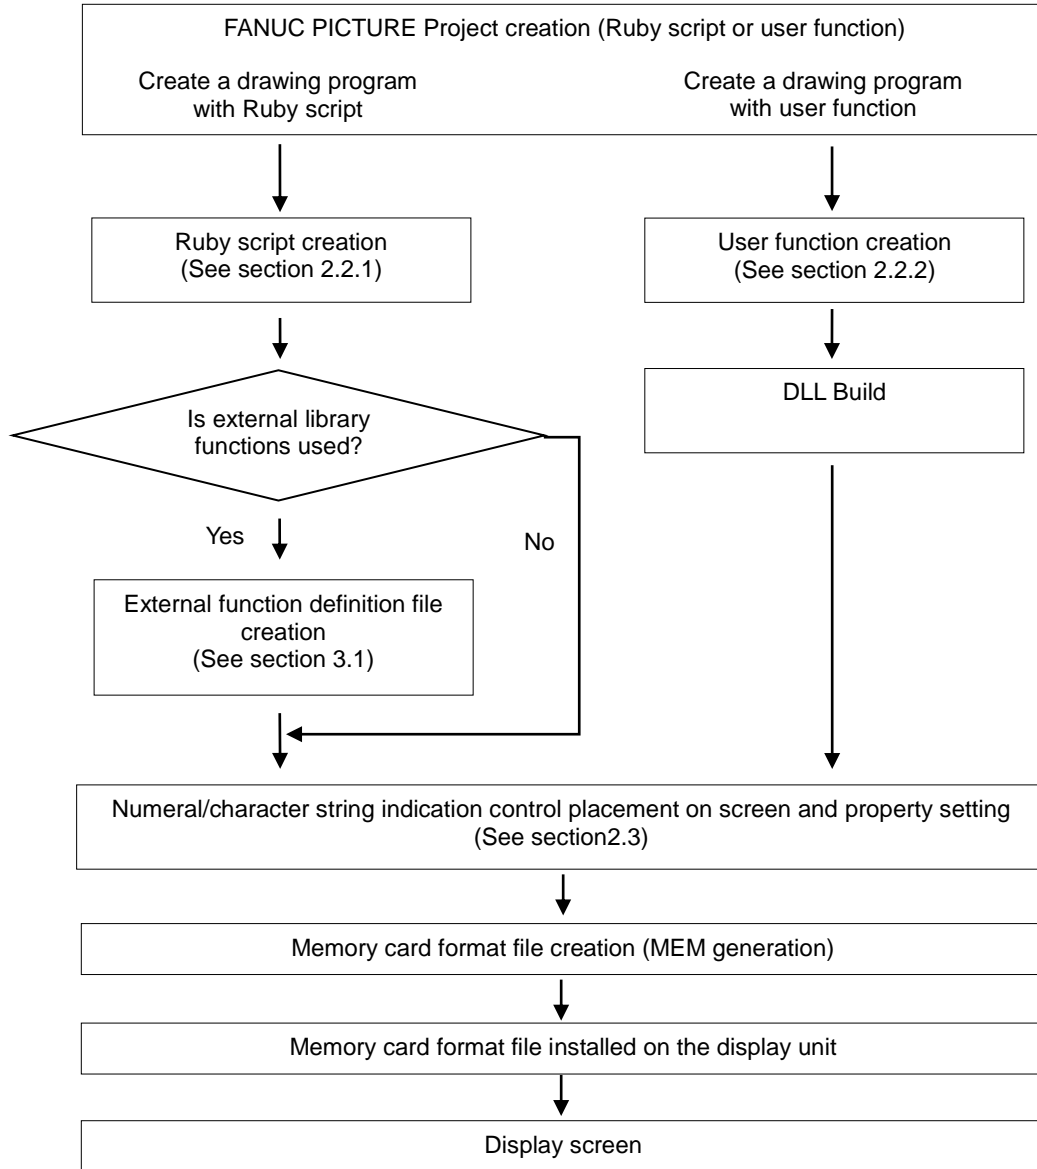 FANUC PICTURE Project creation (Ruby script or user function)
Create a drawing program
with Ruby script
Create a drawing program
with user function
Ruby script creation
(See section 2.2.1)
User function creation
(See section 2.2.2)
DLL Build
Is external library
functions used?
Yes
No
External function definition file
creation
(See section 3.1)
Numeral/character string indication control placement on screen and property setting
(See section2.3)
Memory card format file creation (MEM generation)
Memory card format file installed on the display unit
Display screen